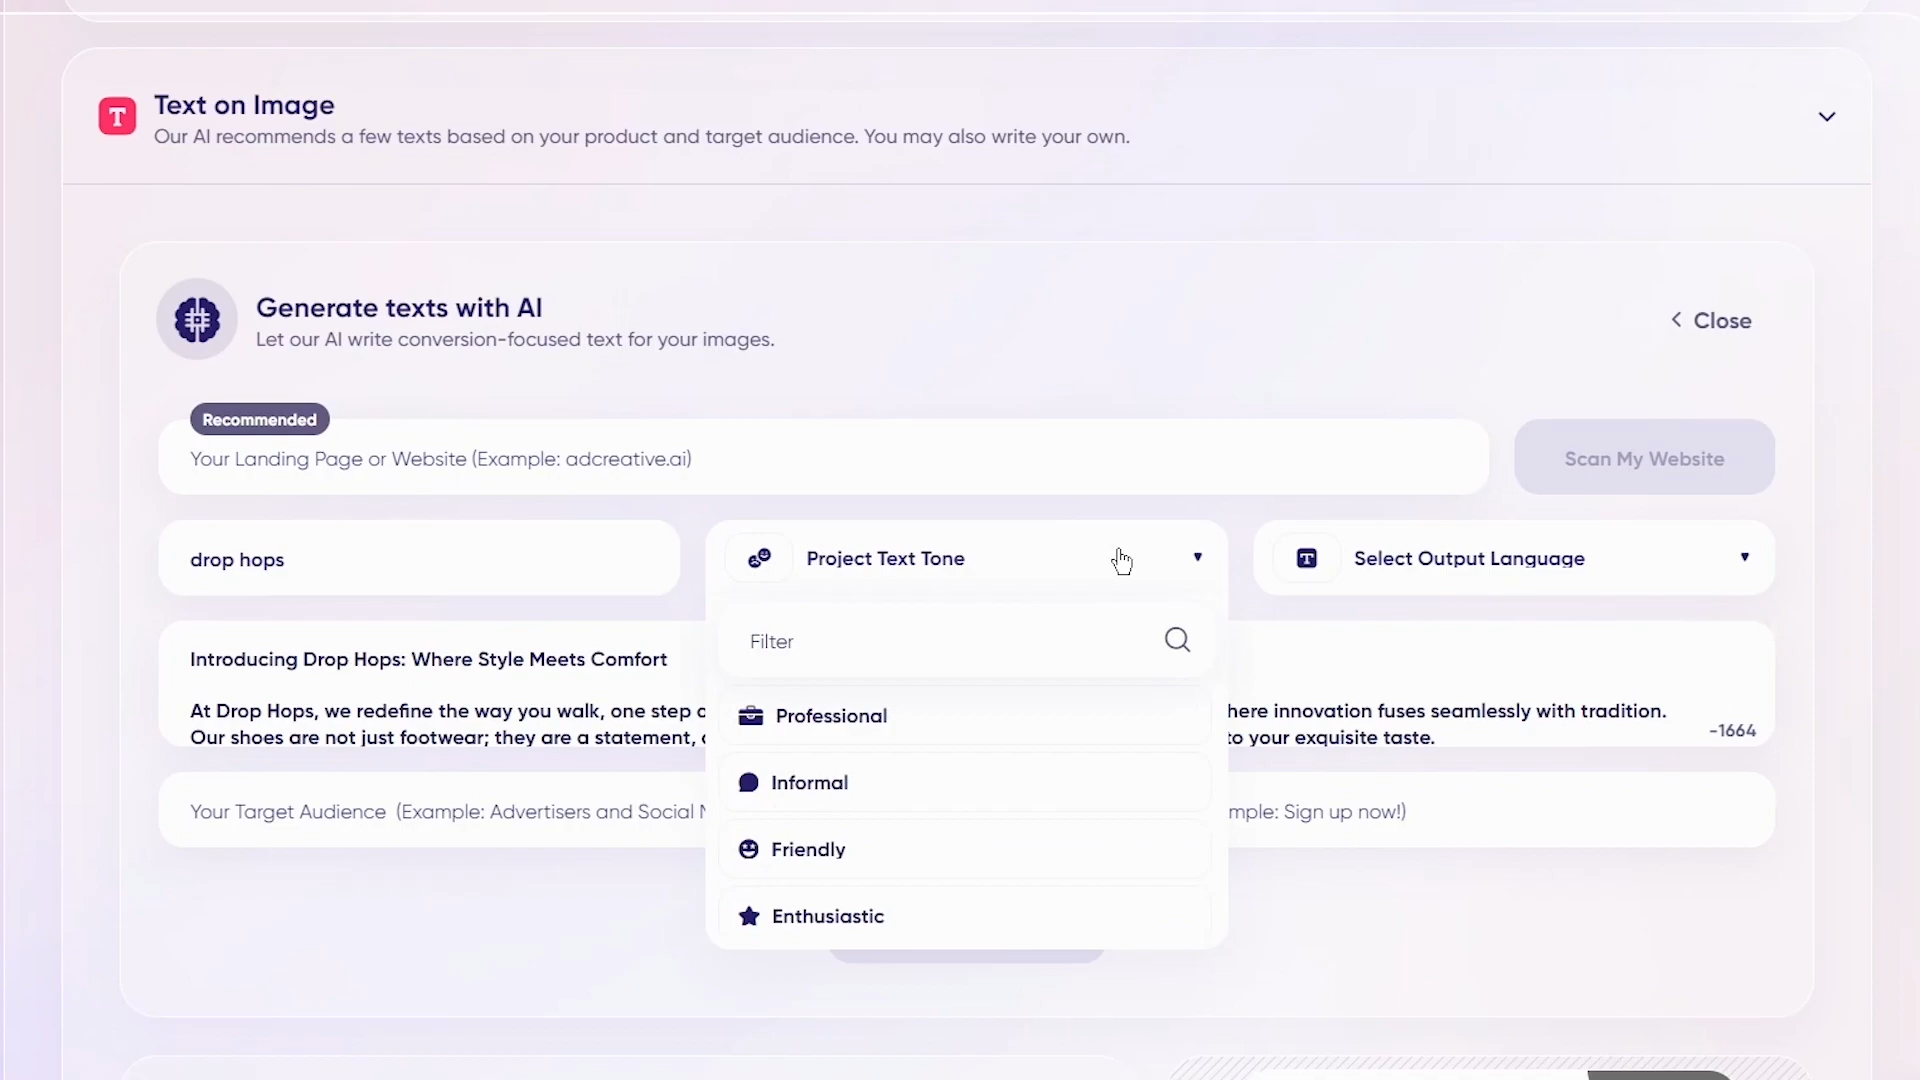 Text on Image
Our AI recommends a few texts based on your product and target audience. You may also write your own.
Generate texts with AI
Let our AI write conversion-focused text for your images.
Close
Recommended
Your Landing Page or Website (Example: adcreative.ai)
Scan My Website
drop hops
Project Text Tone
Select Output Language
Filter
Introducing Drop Hops: Where Style Meets Comfort
At Drop Hops, we redefine the way you walk, one step
here innovation fuses seamlessly with tradition.
Our shoes are not just footwear; they are a statement,
to your exquisite taste.
-1664
Professional
Informal
Your Target Audience (Example: Advertisers and Social
mple: Sign up now!)
Friendly
Enthusiastic